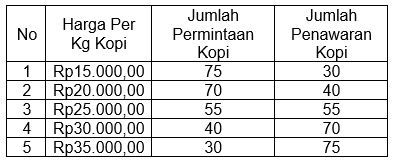 No Harga Per Kg Kopi Jumlah Permintaan Kopi Jumlah Penawaran Kopi
1 Rp15.000,00 75 30
2 Rp20.000,00 70 40
3 Rp25.000,00 55 55
4 Rp30.000,00 40 70
5 Rp35.000,00 30 75